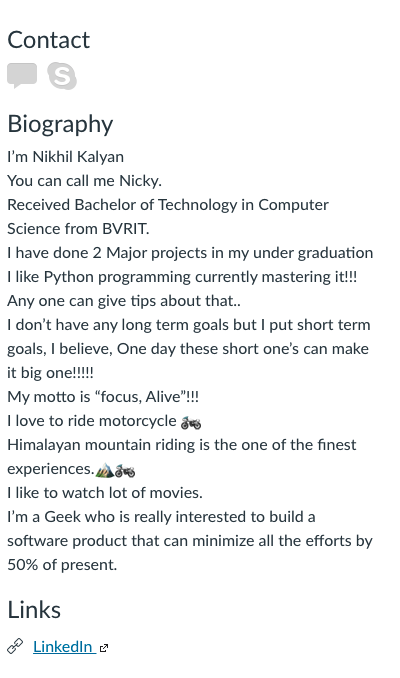 Contact
Biography
I'm Nikhil Kalyan
You can call me Nicky.
Received Bachelor of Technology in Computer
Science from BVRIT.
I have done 2 Major projects in my under graduation
I like Python programming currently mastering it!!!
Any one can give tips about that..
I don't have any long term goals but I put short term
goals, I believe, One day these short one's can make
it big one!!!!!
My motto is “focus, Alive”!!!
I love to ride motorcycle 🏍️
Himalayan mountain riding is the one of the finest
experiences.🏔️🏍️
I like to watch lot of movies.
I'm a Geek who is really interested to build a
software product that can minimize all the efforts by
50% of present.
Links
LinkedIn